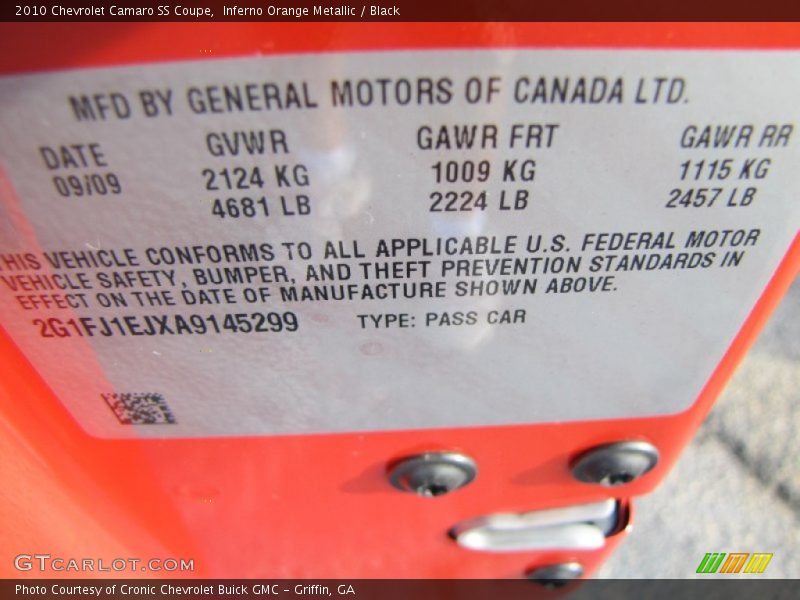 2010 Chevrolet Camaro SS Coupe,  Inferno Orange Metallic / Black
MFD BY GENERAL MOTORS OF CANADA LTD.
DATE GVWR GAWR FRT GAWR RR
09/09 2124 KG 1009 KG 1115 KG
4681 LB 2224 LB 2457 LB
THIS VEHICLE CONFORMS TO ALL APPLICABLE U.S. FEDERAL MOTOR
VEHICLE SAFETY, BUMPER, AND THEFT PREVENTION STANDARDS IN
EFFECT ON THE DATE OF MANUFACTURE SHOWN ABOVE.
2G1FJ1EJXA9145299 TYPE: PASS CAR
GTCARLOT.COM
Photo Courtesy of Cronic Chevrolet Buick GMC – Griffin, GA